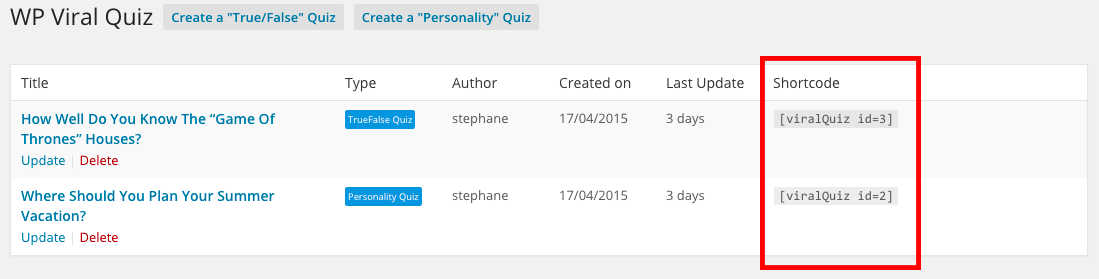 WP Viral Quiz Create a "True/False" Quiz Create a "Personality" Quiz
Title Type Author Created on Last Update Shortcode
How Well Do You Know The “Game Of TrueFalse Quiz stephane 17/04/2015 3 days [viralQuiz id=3]
Thrones” Houses?
Update | Delete
Where Should You Plan Your Summer Personality Quiz stephane 17/04/2015 3 days [viralQuiz id=2]
Vacation?
Update | Delete